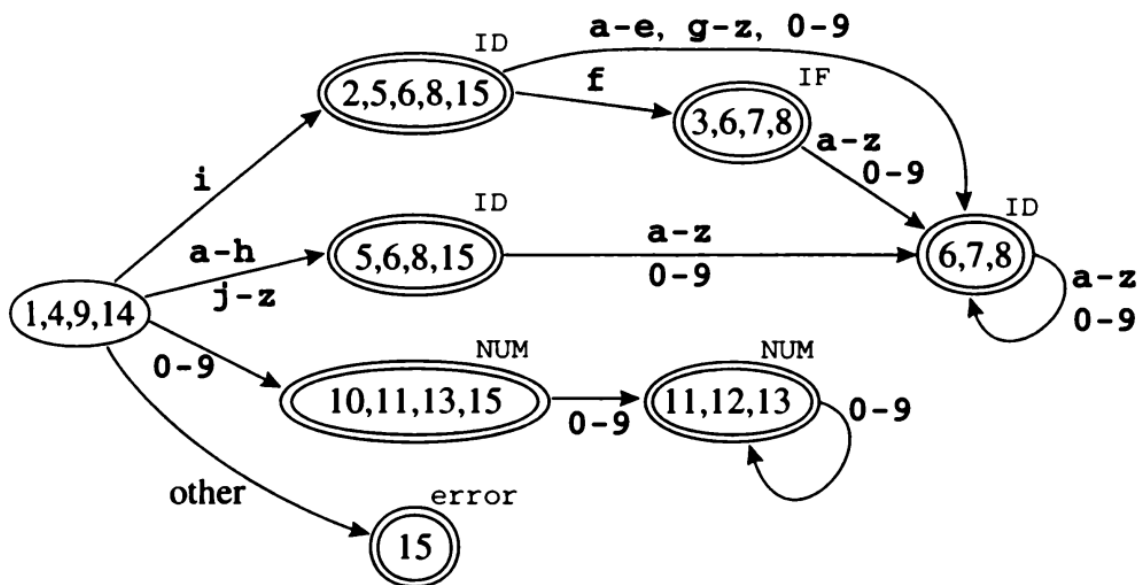 a-e, g-z, 0-9
ID
2,5,6,8,15
f
IF
3,6,7,8
a-z
0-9
i
ID
5,6,8,15
a-h
j-z
a-z
0-9
ID
6,7,8
a-z
0-9
1,4,9,14
0-9
NUM
10,11,13,15
0-9
NUM
11,12,13
0-9
other
error
15